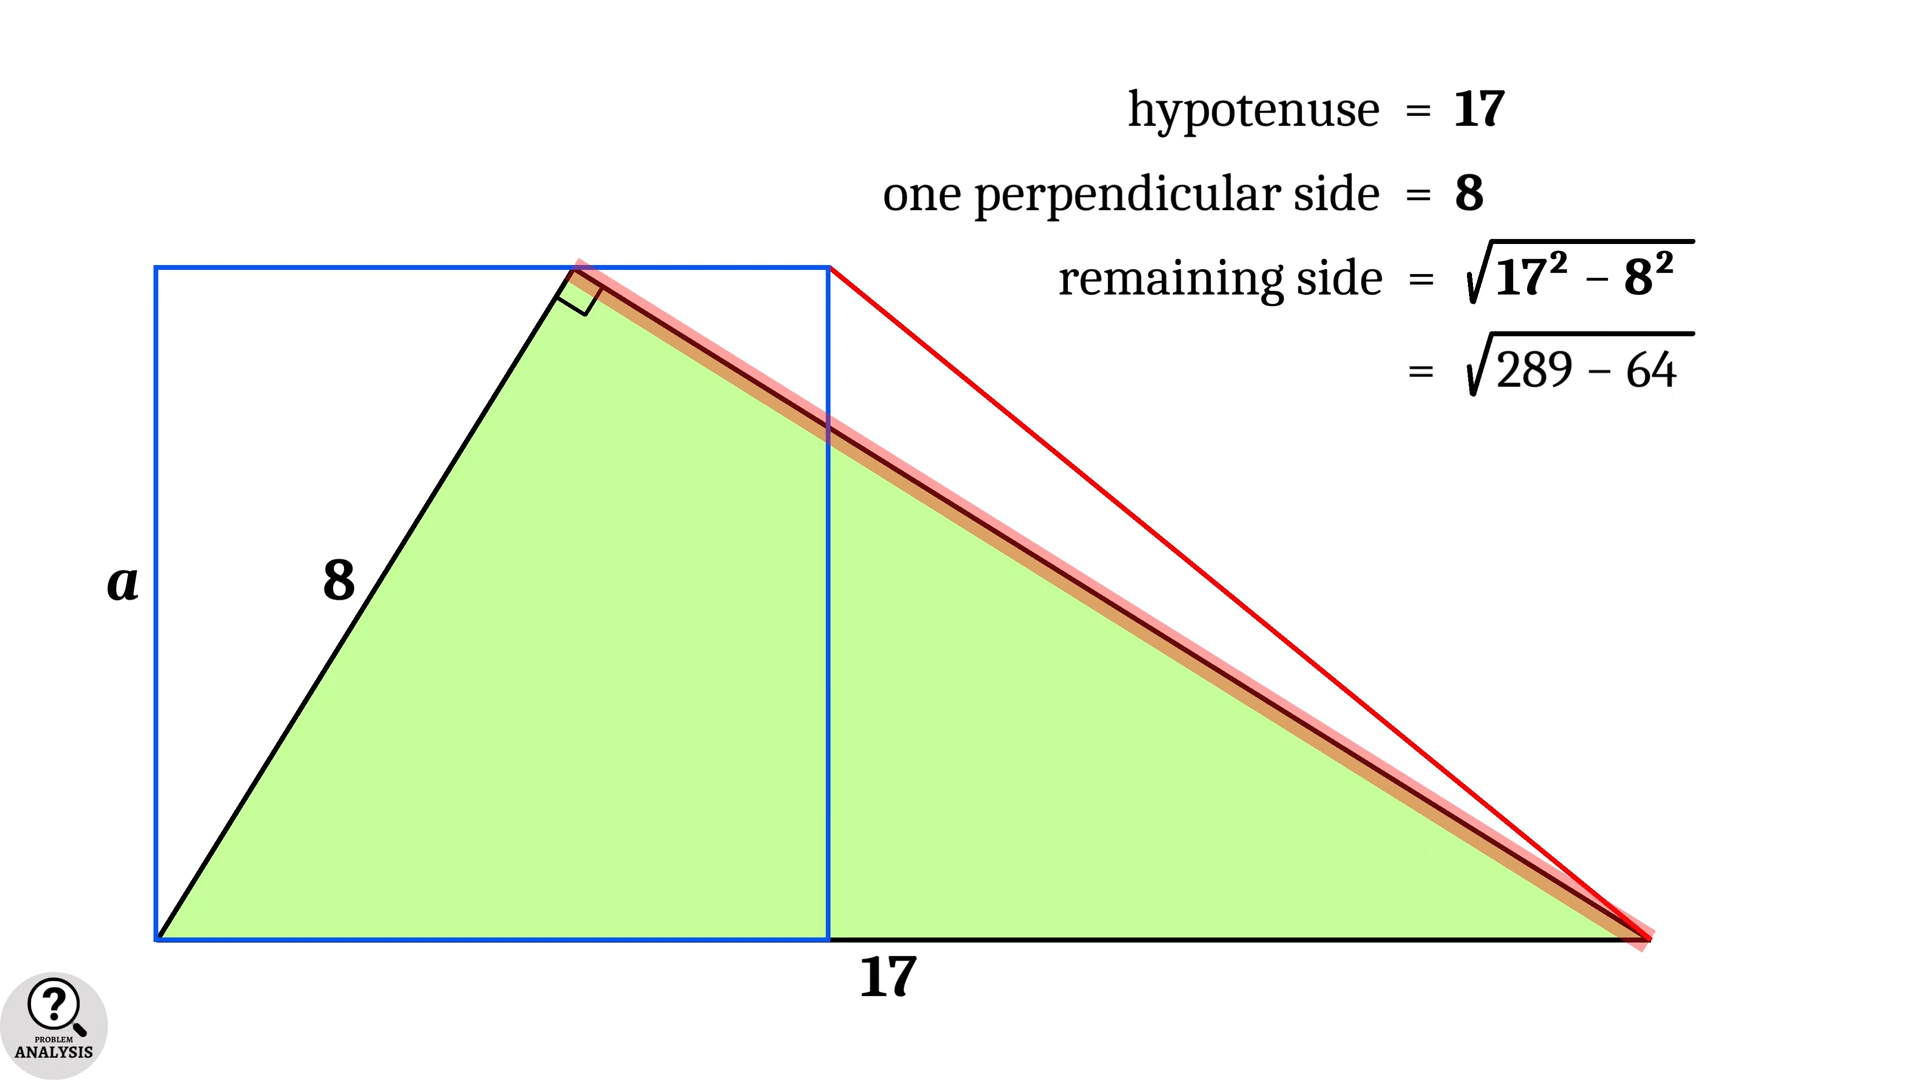 hypotenuse = 17
one perpendicular side = 8
remaining side = √17² – 8²
= √289 – 64
a
8
17
?
PROBLEM
ANALYSIS